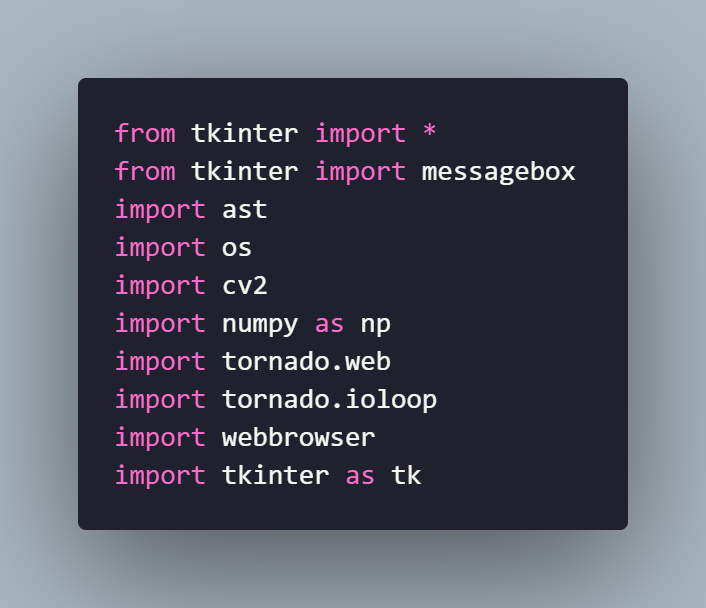 from tkinter import *
from tkinter import messagebox
import ast
import os
import cv2
import numpy as np
import tornado.web
import tornado.ioloop
import webbrowser
import tkinter as tk